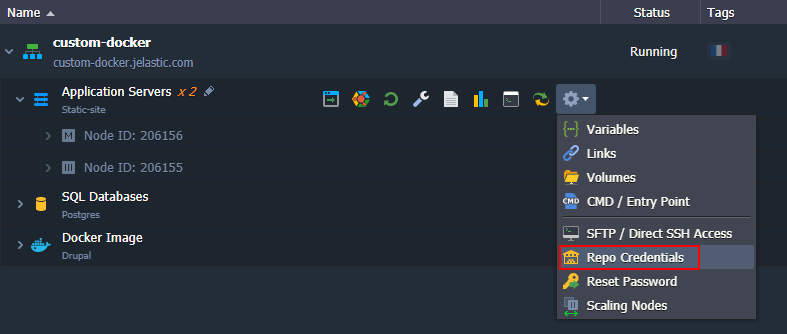 Name Status Tags
custom-docker
custom-docker.jelastic.com Running
Application Servers x 2
Static-site
M Node ID: 206156
Node ID: 206155
SQL Databases
Postgres
Docker Image
Drupal
Variables
Links
Volumes
CMD CMD / Entry Point
SFTP / Direct SSH Access
Repo Credentials
Reset Password
Scaling Nodes